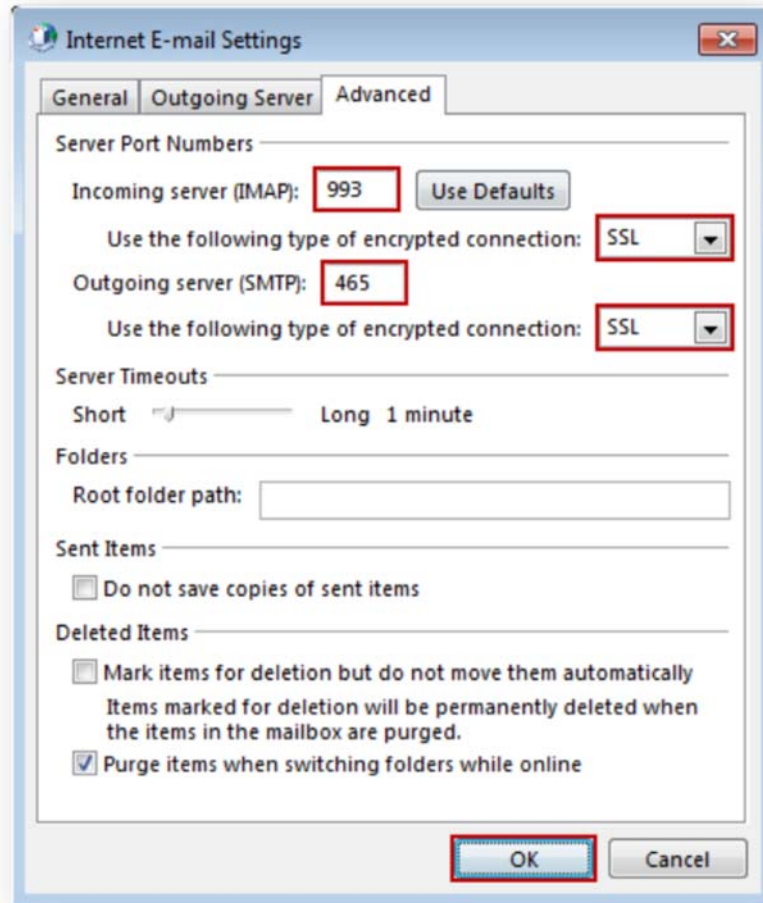 Internet E-mail Settings
General Outgoing Server Advanced
Server Port Numbers
Incoming server (IMAP): 993 Use Defaults
Use the following type of encrypted connection: SSL
Outgoing server (SMTP): 465
Use the following type of encrypted connection: SSL
Server Timeouts
Short Long 1 minute
Folders
Root folder path:
Sent Items
Do not save copies of sent items
Deleted Items
Mark items for deletion but do not move them automatically
Items marked for deletion will be permanently deleted when
the items in the mailbox are purged.
Purge items when switching folders while online
OK Cancel